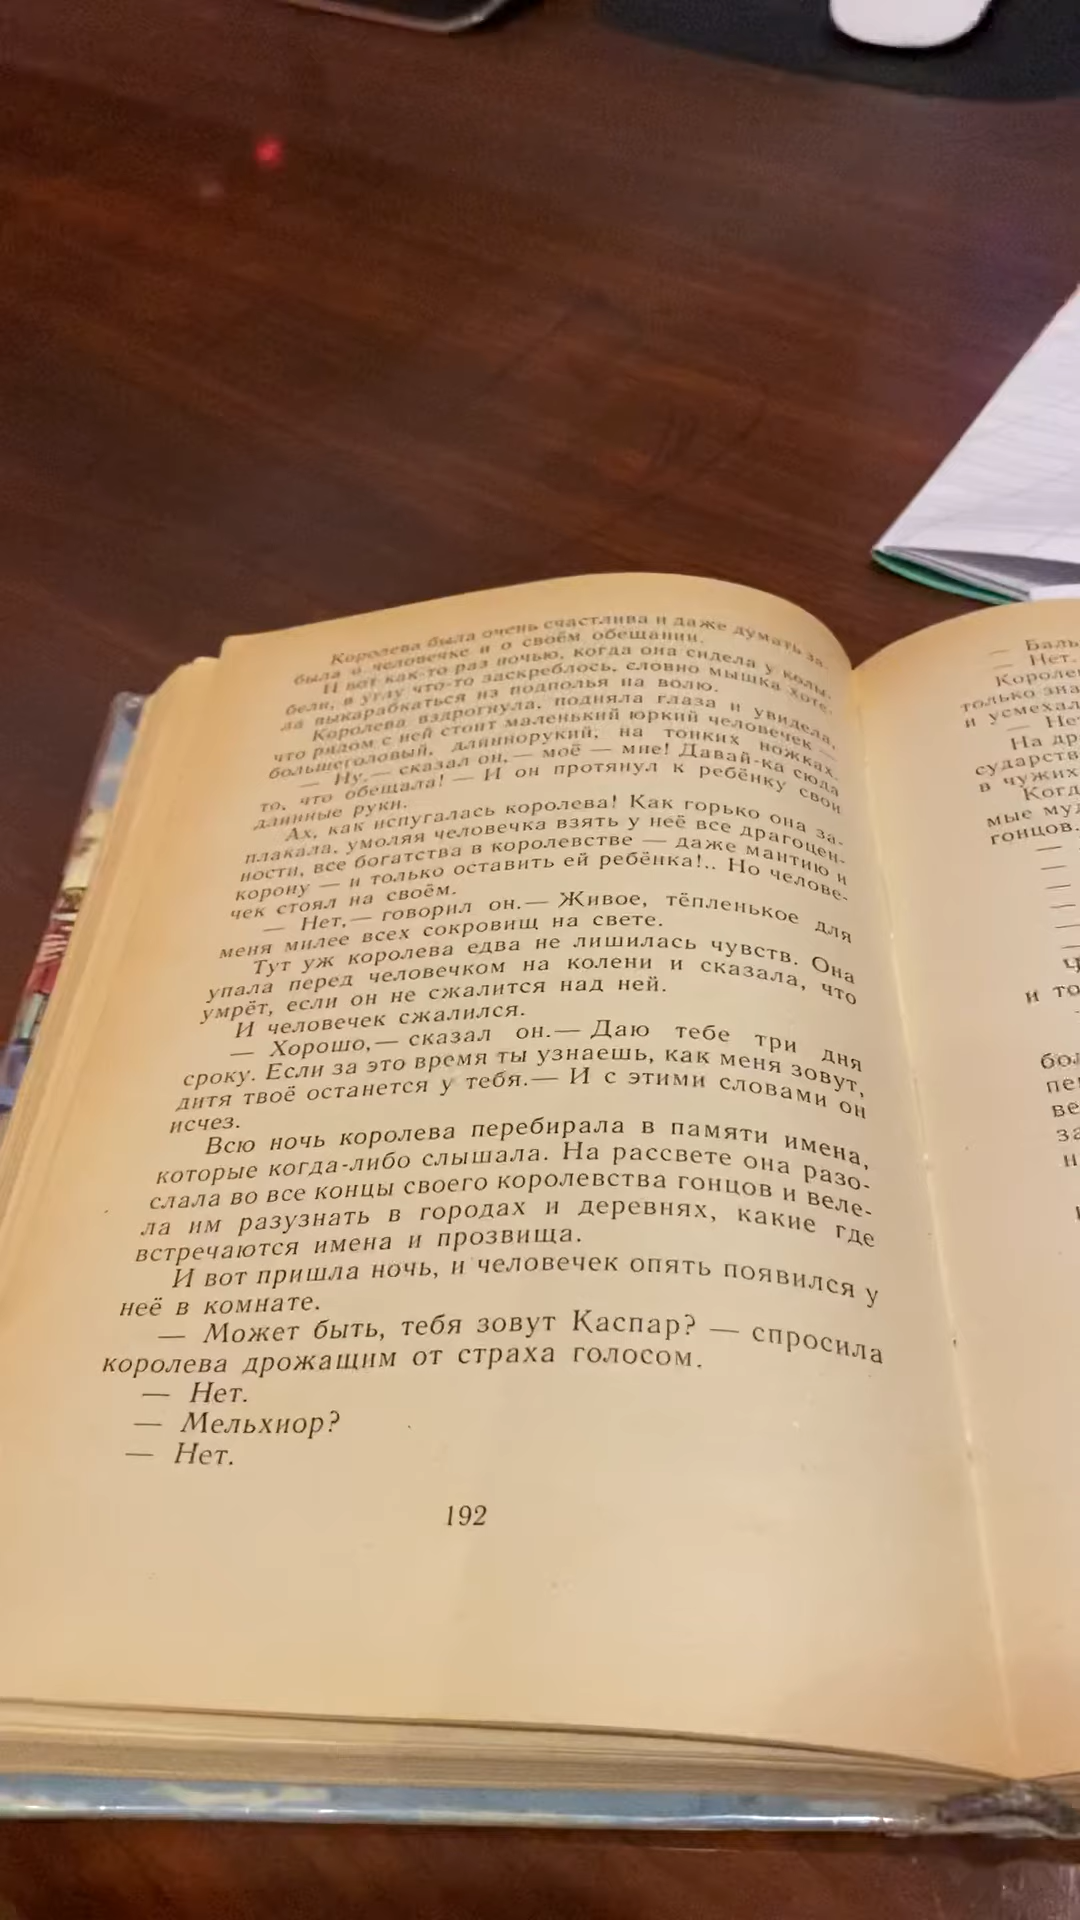 Королева была очень счастлива и даже думать за-
была о человечке и о своём обещании.
И вот как-то раз ночью, когда она сидела у колы-
бели, в углу что-то заскреблось, словно мышка хоте-
ла выкарабкаться из подполья на волю.
Королева вздрогнула, подняла глаза и увидела,
что рядом с ней стоит маленький юркий человечек —
большеголовый, длиннорукий, на тонких ножках.
— Ну,— сказал он,— моё — мне! Давай-ка сюда
то, что обещала! — И он протянул к ребёнку свои
длинные руки.
Ах, как испугалась королева! Как горько она за-
плакала, умоляя человечка взять у неё все драгоцен-
ности, все богатства в королевстве — даже мантию и
корону — и только оставить ей ребёнка!.. Но челове-
чек стоял на своём.
— Нет,— говорил он.— Живое, тёпленькое для
меня милее всех сокровищ на свете.
Тут уж королева едва не лишилась чувств. Она
упала перед человечком на колени и сказала, что
умрёт, если он не сжалится над ней.
И человечек сжалился.
— Хорошо,— сказал он.— Даю тебе три дня
сроку. Если за это время ты узнаешь, как меня зовут,
дитя твоё останется у тебя.— И с этими словами он
исчез.
Всю ночь королева перебирала в памяти имена,
которые когда-либо слышала. На рассвете она разо-
слала во все концы своего королевства гонцов и веле-
ла им разузнать в городах и деревнях, какие где
встречаются имена и прозвища.
И вот пришла ночь, и человечек опять появился у
неё в комнате.
— Может быть, тебя зовут Каспар? — спросила
королева дрожащим от страха голосом.
— Нет.
— Мельхиор?
— Нет.
192
— Баль
— Нет.
Королев
только зна
и усмехал
— Нет
На др
сударств
в чужих
Когд
мые муд
гонцов.
—
—
—
—
—
—
и то